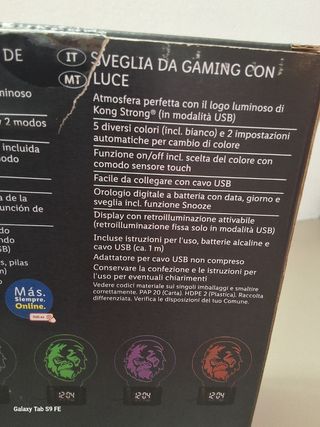 DE
IT SVEGLIA DA GAMING CON
MT LUCE
minoso
Atmosfera perfetta con il logo luminoso di
Kong Strong® (in modalità USB)
2 modos
5 diversi colori (incl. bianco) e 2 impostazioni
automatiche per cambio di colore
incluida
modo
Funzione on/off incl. scelta del colore con
comodo sensore touch
Facile da collegare con cavo USB
a de la
función de
Orologio digitale a batteria con data, giorno e
sveglia incl. funzione Snooze
Display con retroilluminazione attivabile
(retroilluminazione fissa solo in modalità USB)
, pilas
Incluse istruzioni per l'uso, batterie alcaline e
cavo USB (ca. 1 m)
Adattatore per cavo USB non compreso
Conservare la confezione e le istruzioni per
l'uso per eventuali chiarimenti
Vedere codici materiale sui singoli imballaggi e smaltire
correttamente. PAP 20 (Carta). HDPE 2 (Plastica). Raccolta
differenziata. Verifica le disposizioni del tuo Comune.
Más.
Siempre.
Online.
12:04
12:04
12:04
12:04
Galaxy Tab S9 FE